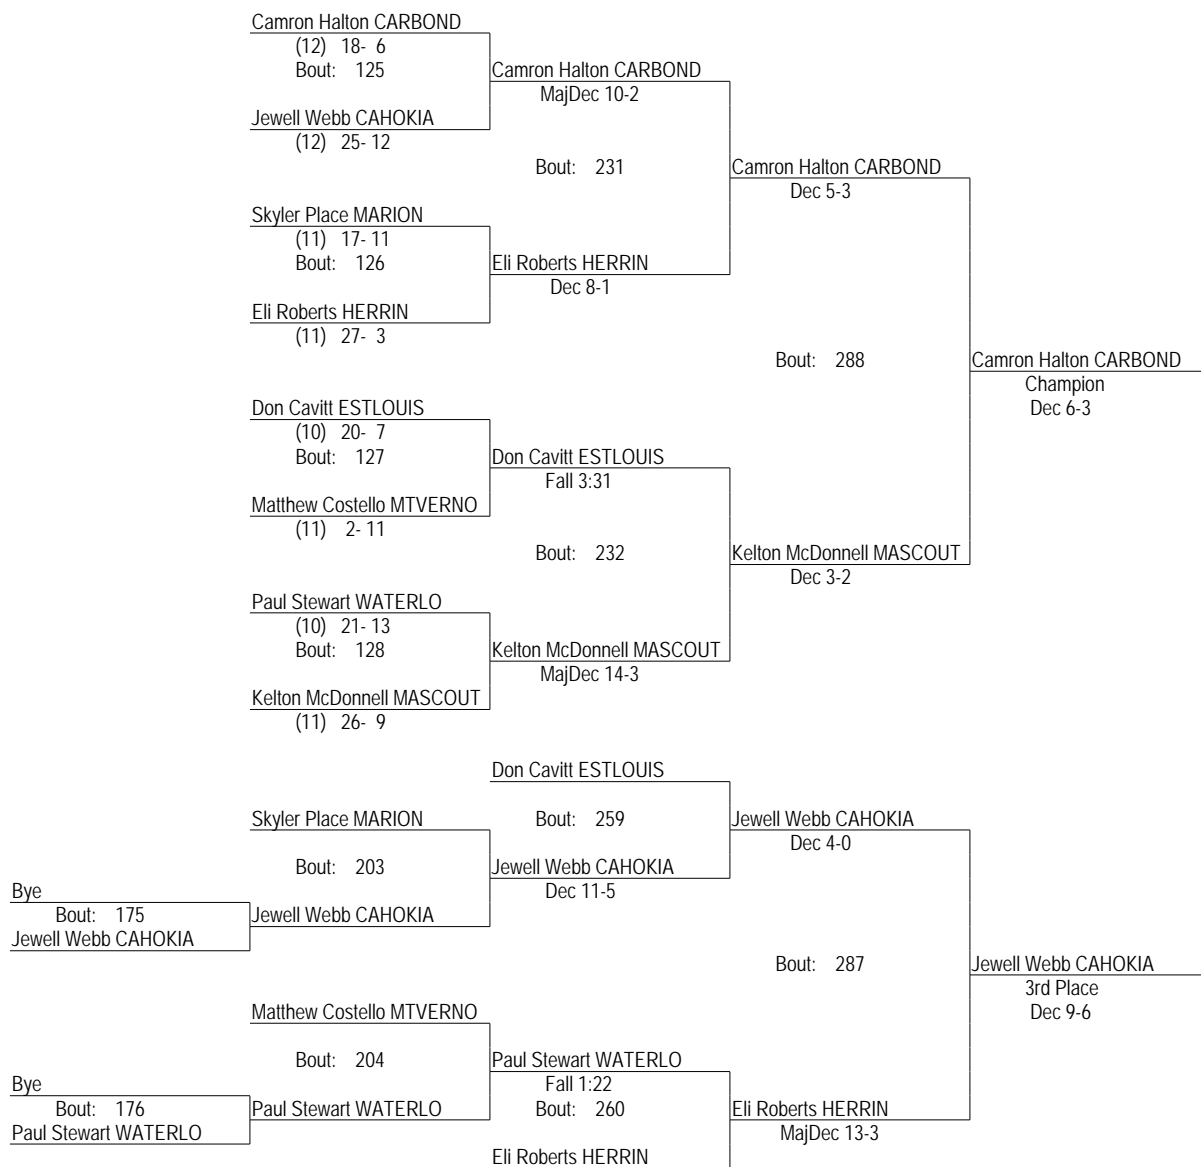 Camron Halton CARBOND
(12) 18- 6
Bout: 125
Camron Halton CARBOND
MajDec 10-2
Jewell Webb CAHOKIA
(12) 25- 12
Bout: 231
Camron Halton CARBOND
Dec 5-3
Skyler Place MARION
(11) 17- 11
Bout: 126
Eli Roberts HERRIN
Dec 8-1
Eli Roberts HERRIN
(11) 27- 3
Bout: 288
Camron Halton CARBOND
Champion
Dec 6-3
Don Cavitt ESTLOUIS
(10) 20- 7
Bout: 127
Don Cavitt ESTLOUIS
Fall 3:31
Matthew Costello MTVERNO
(11) 2- 11
Bout: 232
Kelton McDonnell MASCOUT
Dec 3-2
Paul Stewart WATERLO
(10) 21- 13
Bout: 128
Kelton McDonnell MASCOUT
MajDec 14-3
Kelton McDonnell MASCOUT
(11) 26- 9
Don Cavitt ESTLOUIS
Skyler Place MARION
Bout: 259
Jewell Webb CAHOKIA
Dec 4-0
Bout: 203
Jewell Webb CAHOKIA
Dec 11-5
Bye
Bout: 175
Jewell Webb CAHOKIA
Jewell Webb CAHOKIA
Bout: 287
Jewell Webb CAHOKIA
3rd Place
Dec 9-6
Matthew Costello MTVERNO
Bout: 204
Paul Stewart WATERLO
Fall 1:22
Bye
Bout: 176
Paul Stewart WATERLO
Bout: 260
Eli Roberts HERRIN
MajDec 13-3
Paul Stewart WATERLO
Eli Roberts HERRIN